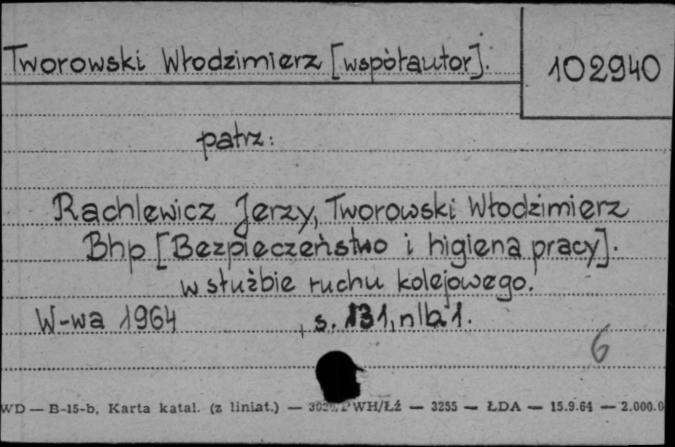 Tworowski Włodzimierz [współautor].
102940
patrz:
Rachlewicz Jerzy, Tworowski Włodzimierz
Bhp [Bezpieczeństwo i higiena pracy].
w służbie ruchu kolejowego.
W-wa 1964 , s. 131, nlb 1.
6
WD — B-15-b, Karta katal. (z liniat.) — WH/Łź — 3255 — ŁDA — 15.9.64 — 2.000.0